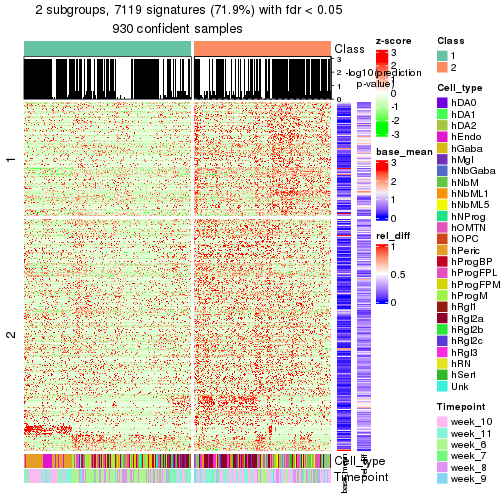 2 subgroups, 7119 signatures (71.9%) with fdr < 0.05
930 confident samples
Class
3
2
1
0
-log10(prediction
p-value)
1
2
Cell_type
Timepoint
z-score
3
2
1
0
-1
-2
-3
base_mean
3
2
1
0
rel_diff
1
0.5
0
Class
1
2
Cell_type
hDA0
hDA1
hDA2
hEndo
hGaba
hMgl
hNbGaba
hNbM
hNbML1
hNbML5
hNProg
hOMTN
hOPC
hPeric
hProgBP
hProgFPL
hProgFPM
hProgM
hRgl1
hRgl2a
hRgl2b
hRgl2c
hRgl3
hRN
hSert
Unk
Timepoint
week_10
week_11
week_6
week_7
week_8
week_9